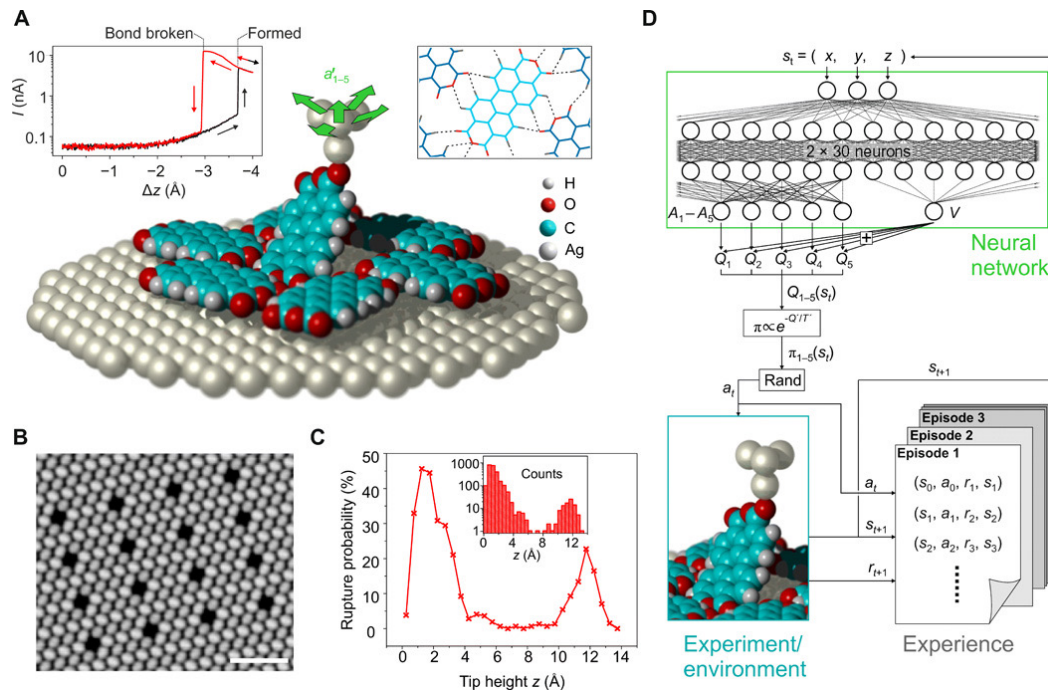 A
Bond broken
Formed
I (nA)
10
1
0.1
0
−1
−2
−3
−4
Δz (Å)
a′1–5
H
O
C
Ag
B
C
Rupture probability (%)
50
40
30
20
10
0
0 2 4 6 8 10 12 14
Tip height z (Å)
Counts
1000
100
10
1
0 4 8 12
z (Å)
D
st = ( x, y, z )
2 × 30 neurons
A1 – A5
V
+
Neural
network
Q1 Q2 Q3 Q4 Q5
Q1–5(st)
π∝e-Q′/T′
π1–5(st)
Rand
at
st+1
Episode 3
Episode 2
Episode 1
(s0, a0, r1, s1)
(s1, a1, r2, s2)
(s2, a2, r3, s3)
at
st+1
rt+1
Experiment/
environment
Experience